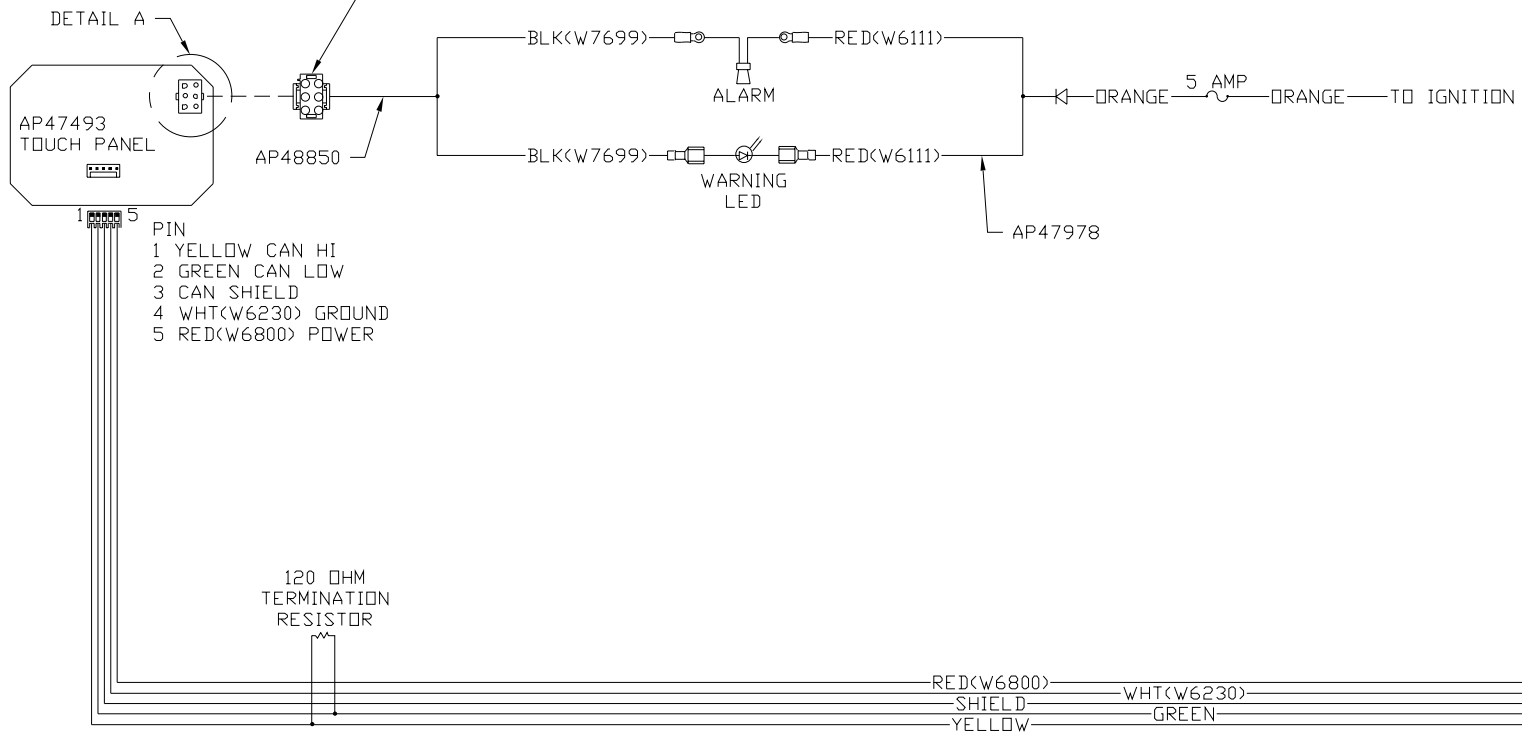 DETAIL A
BLK(W7699)
RED(W6111)
ALARM
5 AMP
ORANGE
ORANGE
TO IGNITION
AP47493
TOUCH PANEL
AP48850
BLK(W7699)
RED(W6111)
WARNING
LED
AP47978
1
5
PIN
1 YELLOW CAN HI
2 GREEN CAN LOW
3 CAN SHIELD
4 WHT(W6230) GROUND
5 RED(W6800) POWER
120 OHM
TERMINATION
RESISTOR
RED(W6800)
WHT(W6230)
SHIELD
GREEN
YELLOW